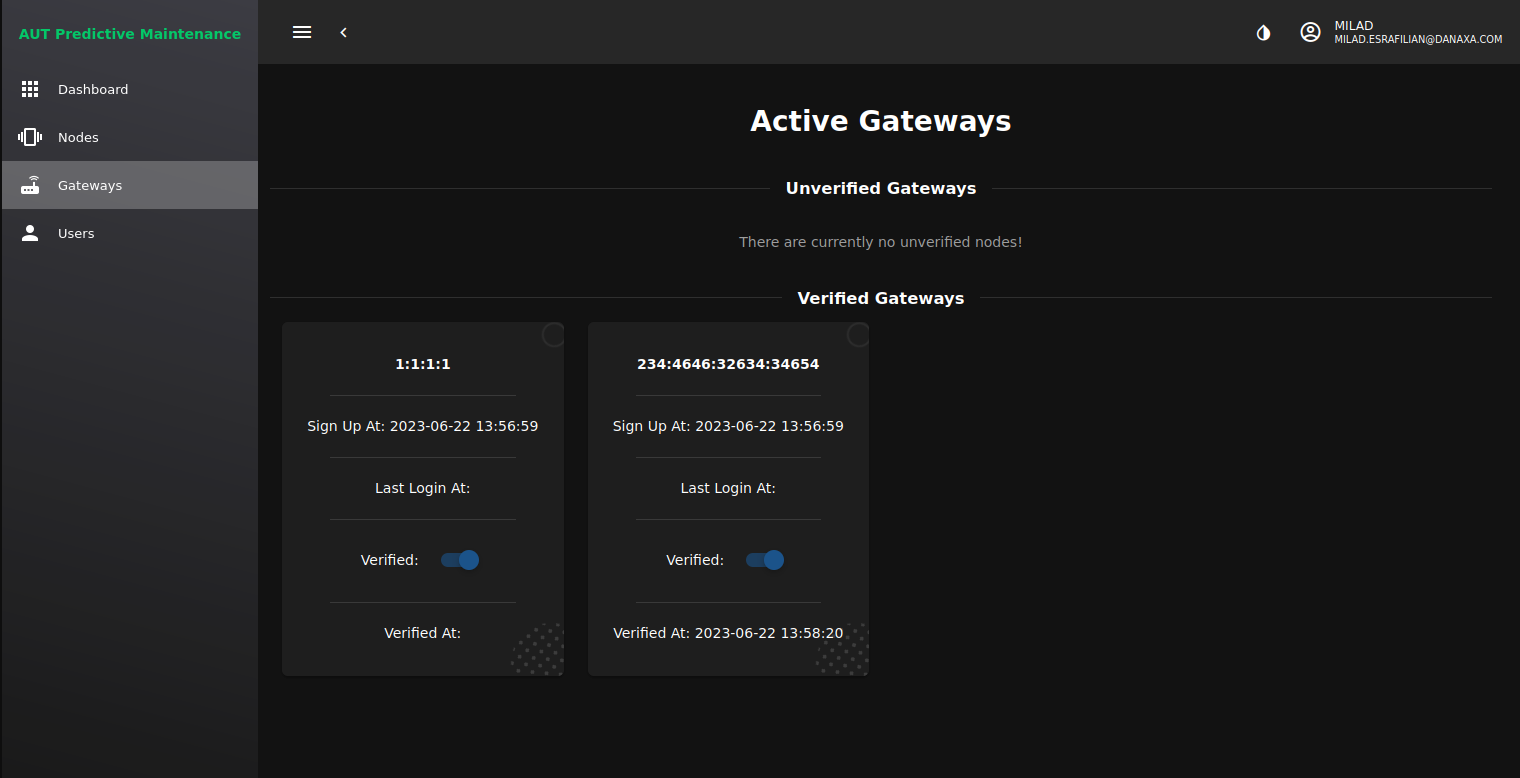 AUT Predictive Maintenance
Dashboard
Nodes
Gateways
Users
MILAD
MILAD.ESRAFILIAN@DANAXA.COM
Active Gateways
Unverified Gateways
There are currently no unverified nodes!
Verified Gateways
1:1:1:1
Sign Up At: 2023-06-22 13:56:59
Last Login At:
Verified:
Verified At:
234:4646:32634:34654
Sign Up At: 2023-06-22 13:56:59
Last Login At:
Verified:
Verified At: 2023-06-22 13:58:20